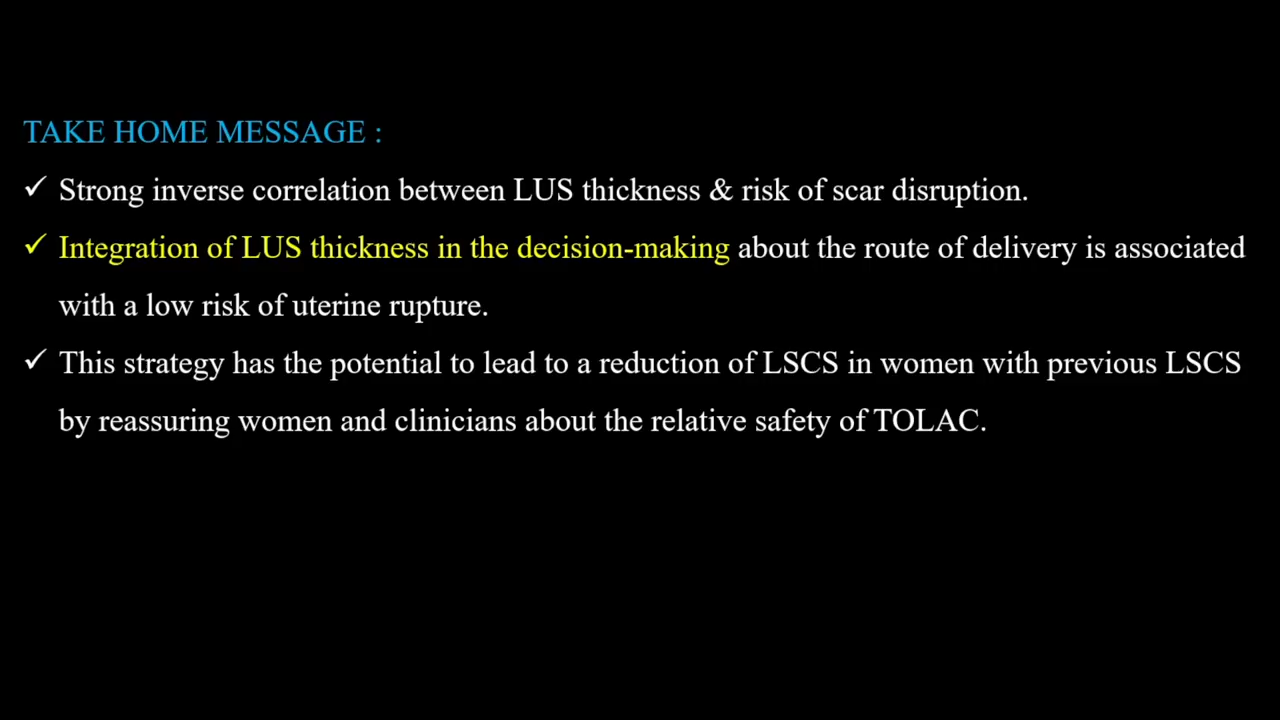 TAKE HOME MESSAGE :
✓ Strong inverse correlation between LUS thickness & risk of scar disruption.
✓ Integration of LUS thickness in the decision-making about the route of delivery is associated
with a low risk of uterine rupture.
✓ This strategy has the potential to lead to a reduction of LSCS in women with previous LSCS
by reassuring women and clinicians about the relative safety of TOLAC.